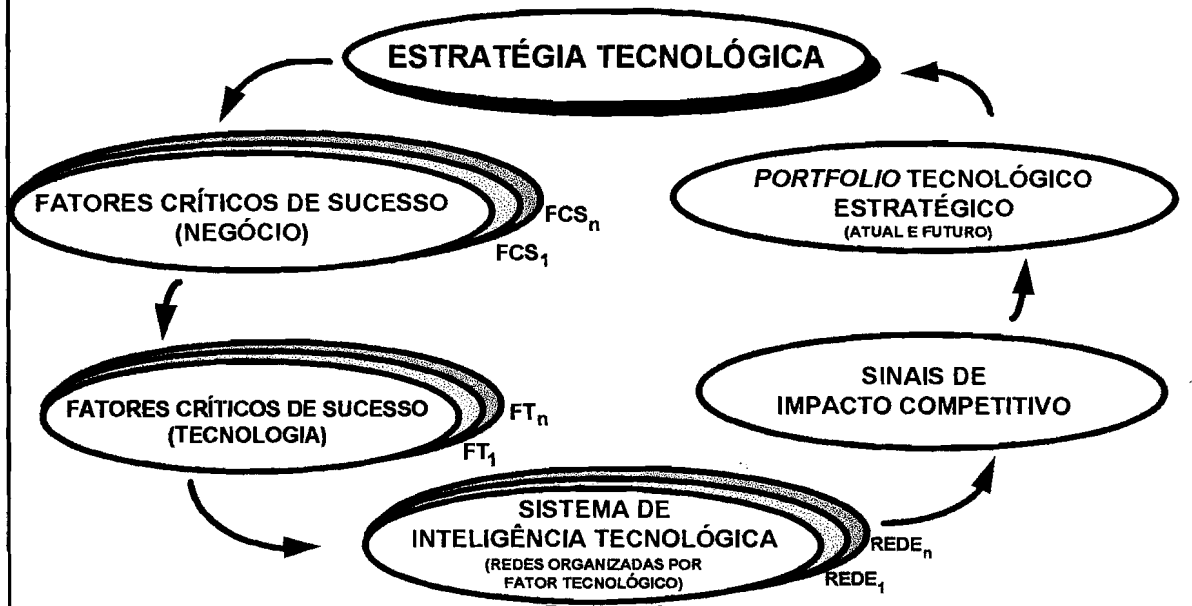 ESTRATÉGIA TECNOLÓGICA
FATORES CRÍTICOS DE SUCESSO
(NEGÓCIO)
FCSn
FCS1
PORTFOLIO TECNOLÓGICO
ESTRATÉGICO
(ATUAL E FUTURO)
FATORES CRÍTICOS DE SUCESSO
(TECNOLOGIA)
FTn
FT1
SINAIS DE
IMPACTO COMPETITIVO
SISTEMA DE
INTELIGÊNCIA TECNOLÓGICA
(REDES ORGANIZADAS POR
FATOR TECNOLÓGICO)
REDEn
REDE1